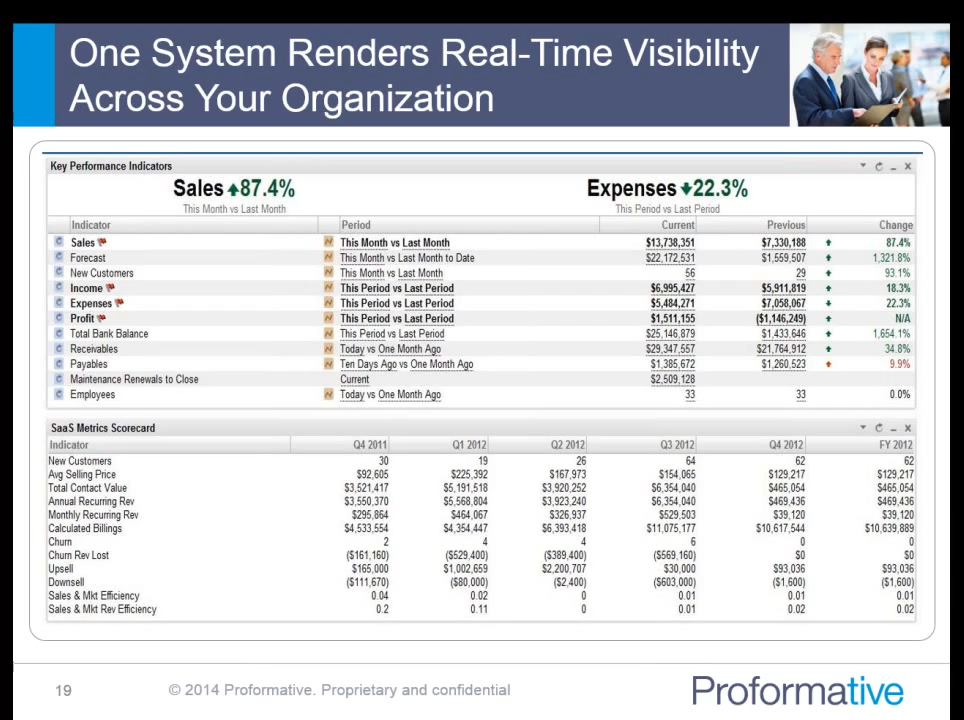 One System Renders Real-Time Visibility
Across Your Organization
Key Performance Indicators
Sales 87.4% Expenses 22.3%
This Month vs Last Month This Period vs Last Period
Indicator Period Current Previous Change
Sales This Month vs Last Month $13,738,351 $7,330,188 87.4%
Forecast This Month vs Last Month to Date $22,172,531 $1,559,507 1,321.8%
New Customers This Month vs Last Month 56 29 93.1%
Income This Period vs Last Period $6,995,427 $5,911,819 18.3%
Expenses This Period vs Last Period $5,484,271 $7,058,067 22.3%
Profit This Period vs Last Period $1,511,155 ($1,146,249) N/A
Total Bank Balance This Period vs Last Period $25,146,879 $1,433,646 1,654.1%
Receivables Today vs One Month Ago $29,347,557 $21,764,912 34.8%
Payables Ten Days Ago vs One Month Ago $1,385,672 $1,260,523 9.9%
Maintenance Renewals to Close Current $2,509,128
Employees Today vs One Month Ago 33 33 0.0%
SaaS Metrics Scorecard
Indicator Q4 2011 Q1 2012 Q2 2012 Q3 2012 Q4 2012 FY 2012
New Customers 30 19 26 64 62 62
Avg Selling Price $92,605 $225,392 $167,973 $154,065 $129,217 $129,217
Total Contact Value $3,521,417 $5,191,518 $3,920,252 $6,354,040 $465,054 $465,054
Annual Recurring Rev $3,550,370 $5,568,804 $3,923,240 $6,354,040 $469,436 $469,436
Monthly Recurring Rev $295,864 $464,067 $326,937 $529,503 $39,120 $39,120
Calculated Billings $4,533,554 $4,354,447 $6,393,418 $11,075,177 $10,617,544 $10,639,889
Churn 2 4 4 6 0 0
Churn Rev Lost ($161,160) ($529,400) ($389,400) ($569,160) $0 $0
Upsell $165,000 $1,002,659 $2,200,707 $30,000 $93,036 $93,036
Downsell ($111,670) ($80,000) ($2,400) ($603,000) ($1,600) ($1,600)
Sales & Mkt Efficiency 0.04 0.02 0 0.01 0.01 0.01
Sales & Mkt Rev Efficiency 0.2 0.11 0 0.01 0.02 0.02
19 © 2014 Proformative. Proprietary and confidential Proformative